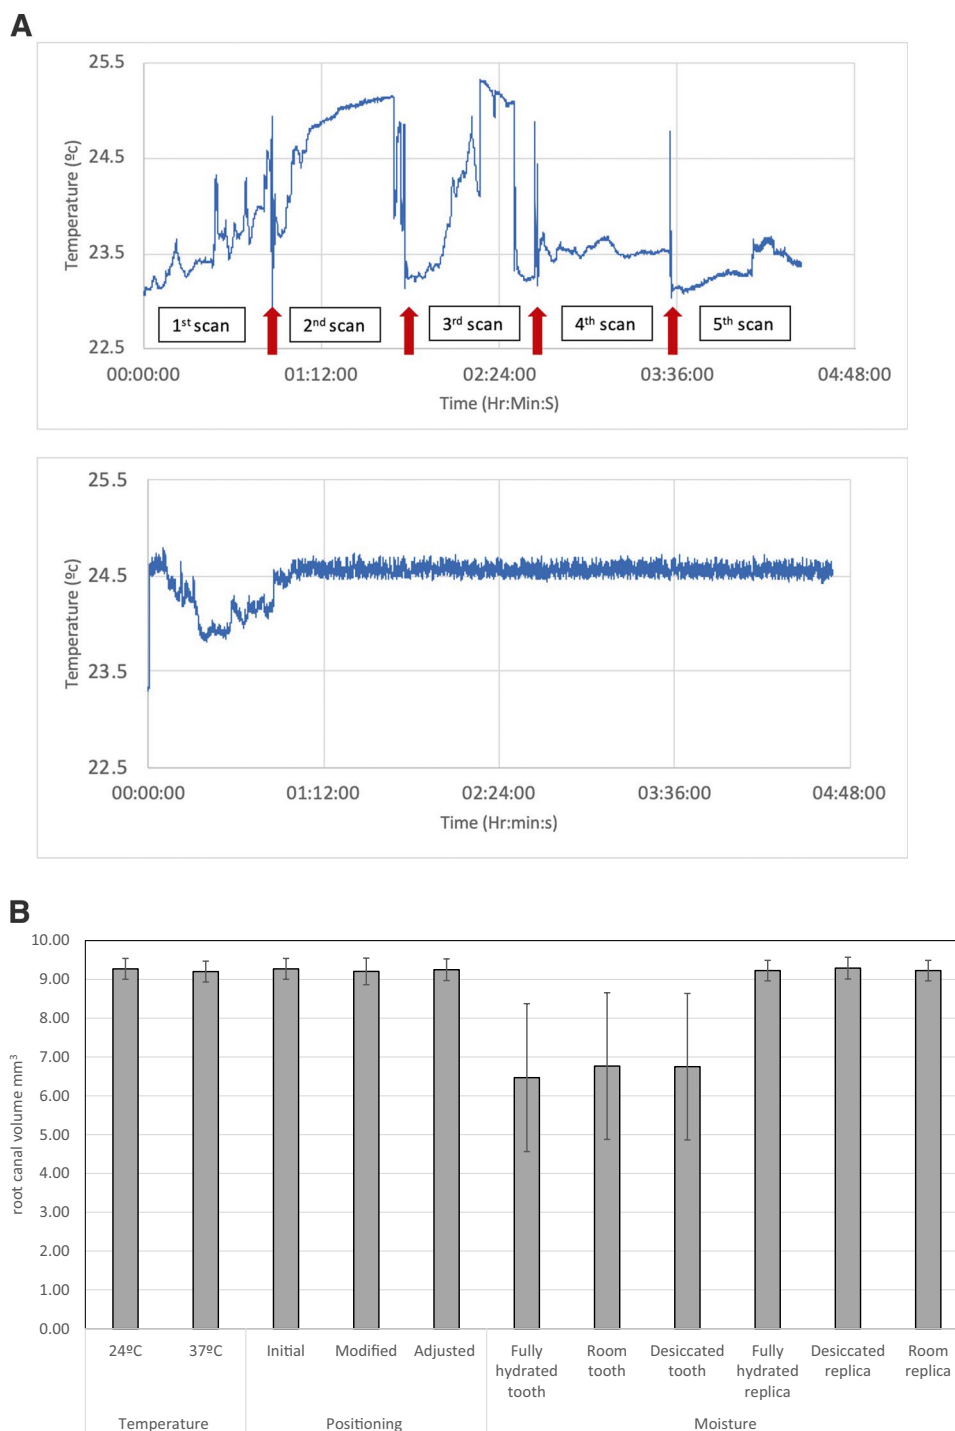 A
25.5
24.5
23.5
22.5
Temperature (ºc)
1st scan
2nd scan
3rd scan
4th scan
5th scan
00:00:00
01:12:00
02:24:00
03:36:00
04:48:00
Time (Hr:Min:S)
25.5
24.5
23.5
22.5
Temperature (ºc)
00:00:00
01:12:00
02:24:00
03:36:00
04:48:00
Time (Hr:min:s)
B
10.00
9.00
8.00
7.00
6.00
5.00
4.00
3.00
2.00
1.00
0.00
root canal volume mm³
24ºC
37ºC
Initial
Modified
Adjusted
Fully
hydrated
tooth
Room
tooth
Desiccated
tooth
Fully
hydrated
replica
Desiccated
replica
Room
replica
Temperature
Positioning
Moisture